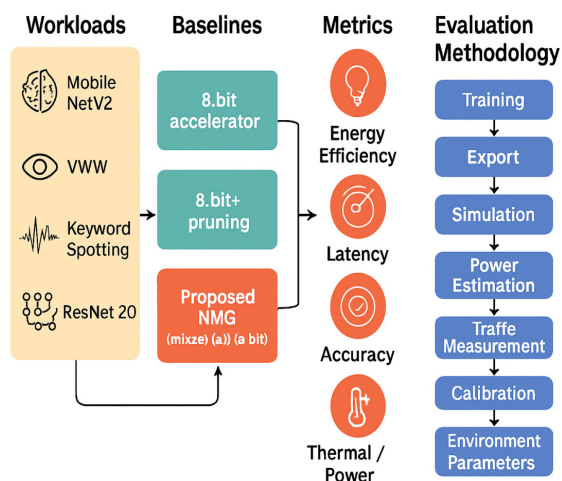 Workloads
Mobile
NetV2
VWW
Keyword
Spotting
ResNet 20
Baselines
8.bit
accelerator
8.bit+
pruning
Proposed
NMG
(mixze) (a)) (a bit)
Metrics
Energy
Efficiency
Latency
Accuracy
Thermal /
Power
Evaluation
Methodology
Training
Export
Simulation
Power
Estimation
Traffe
Measurement
Calibration
Environment
Parameters